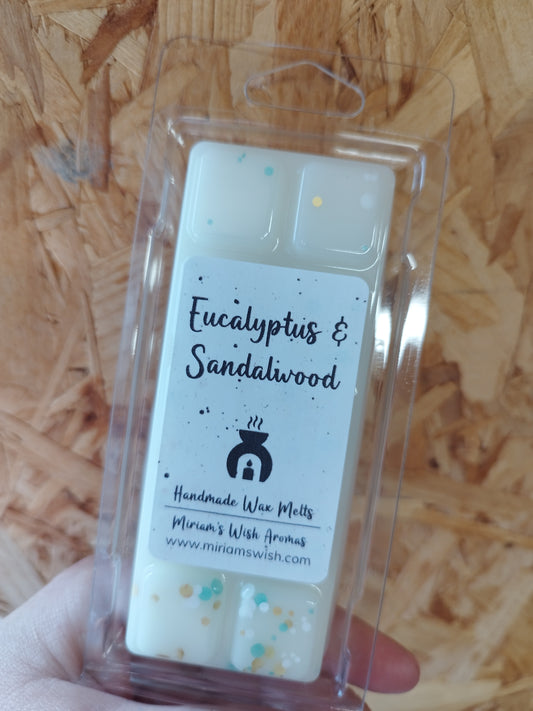 Eucalyptus &
Sandalwood
Handmade Wax Melts
Miriam's Wish Aromas
www.miriamswish.com